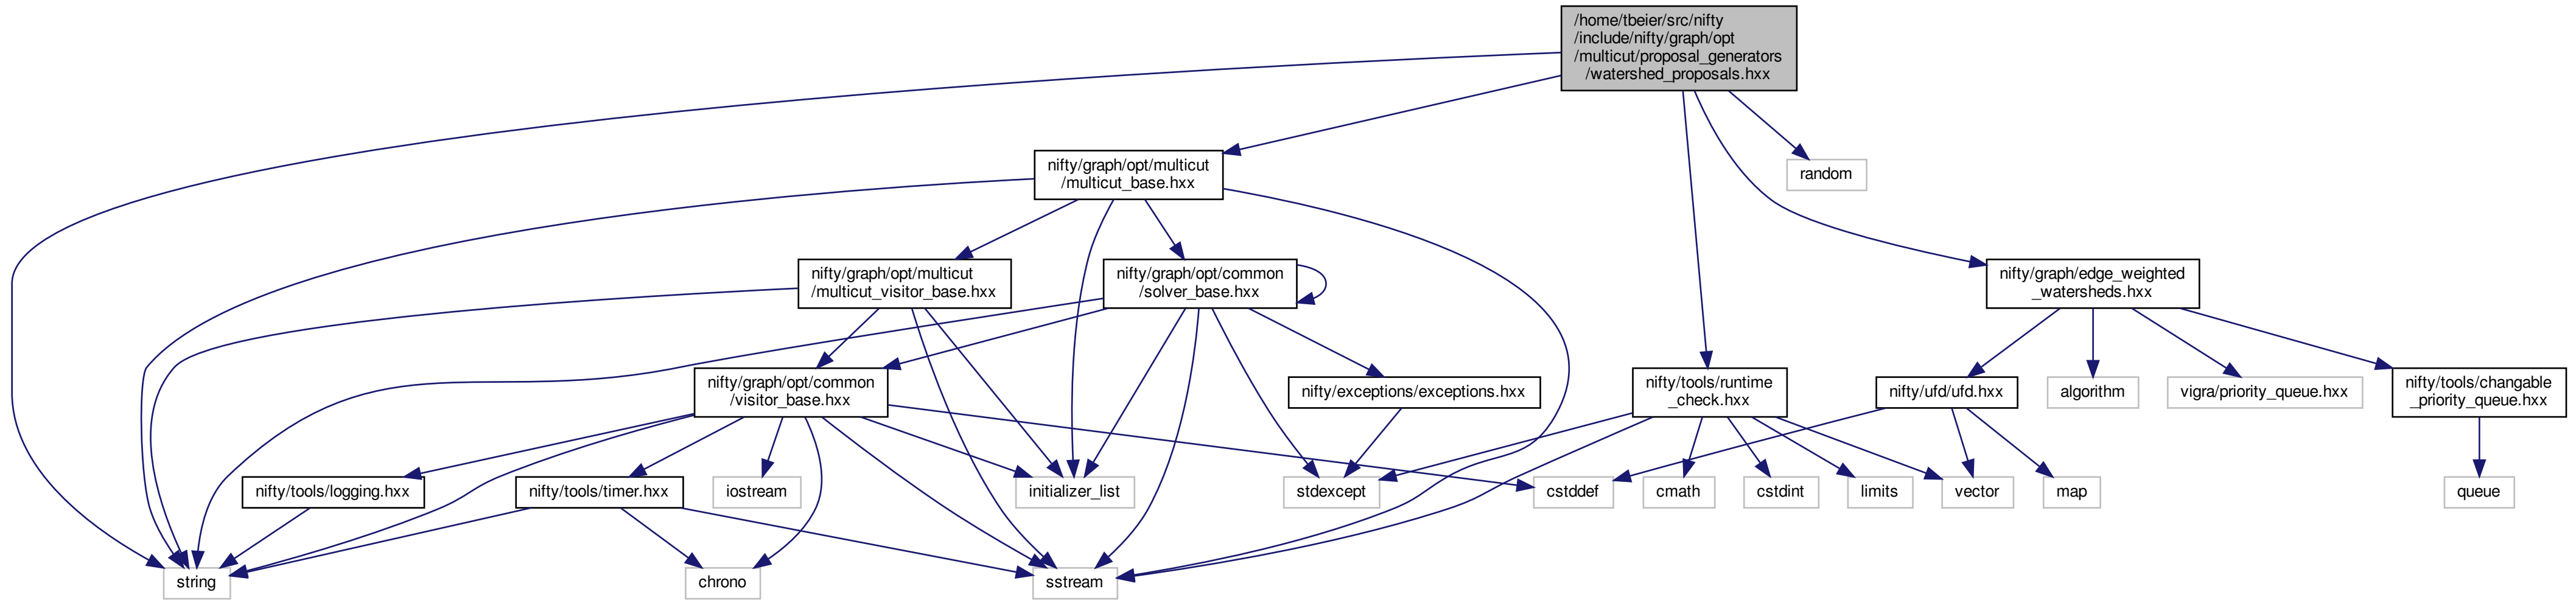 /home/tbeier/src/nifty
/include/nifty/graph/opt
/multicut/proposal_generators
/watershed_proposals.hxx
nifty/graph/opt/multicut
/multicut_base.hxx
random
nifty/graph/opt/multicut
/multicut_visitor_base.hxx
nifty/graph/opt/common
/solver_base.hxx
nifty/graph/edge_weighted
_watersheds.hxx
nifty/graph/opt/common
/visitor_base.hxx
nifty/exceptions/exceptions.hxx
nifty/tools/runtime
_check.hxx
nifty/ufd/ufd.hxx
algorithm
vigra/priority_queue.hxx
nifty/tools/changable
_priority_queue.hxx
nifty/tools/logging.hxx
nifty/tools/timer.hxx
iostream
initializer_list
stdexcept
cstddef
cmath
cstdint
limits
vector
map
queue
string
chrono
sstream